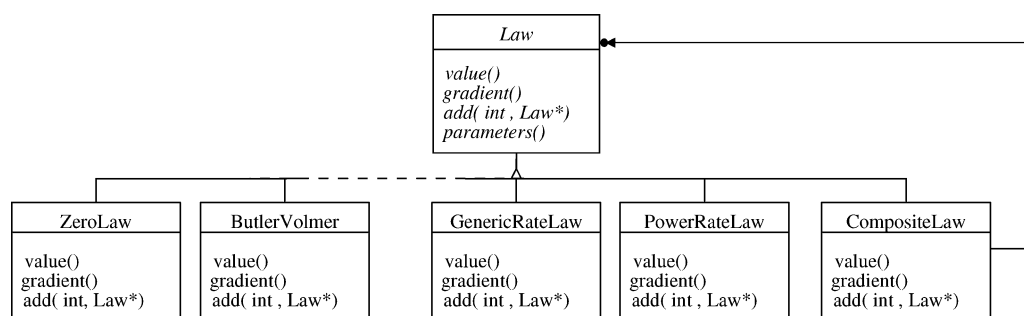 Law
value()
gradient()
add( int , Law*)
parameters()
ZeroLaw
value()
gradient()
add( int, Law*)
ButlerVolmer
value()
gradient()
add( int , Law*)
GenericRateLaw
value()
gradient()
add( int , Law*)
PowerRateLaw
value()
gradient()
add( int , Law*)
CompositeLaw
value()
gradient()
add( int , Law*)